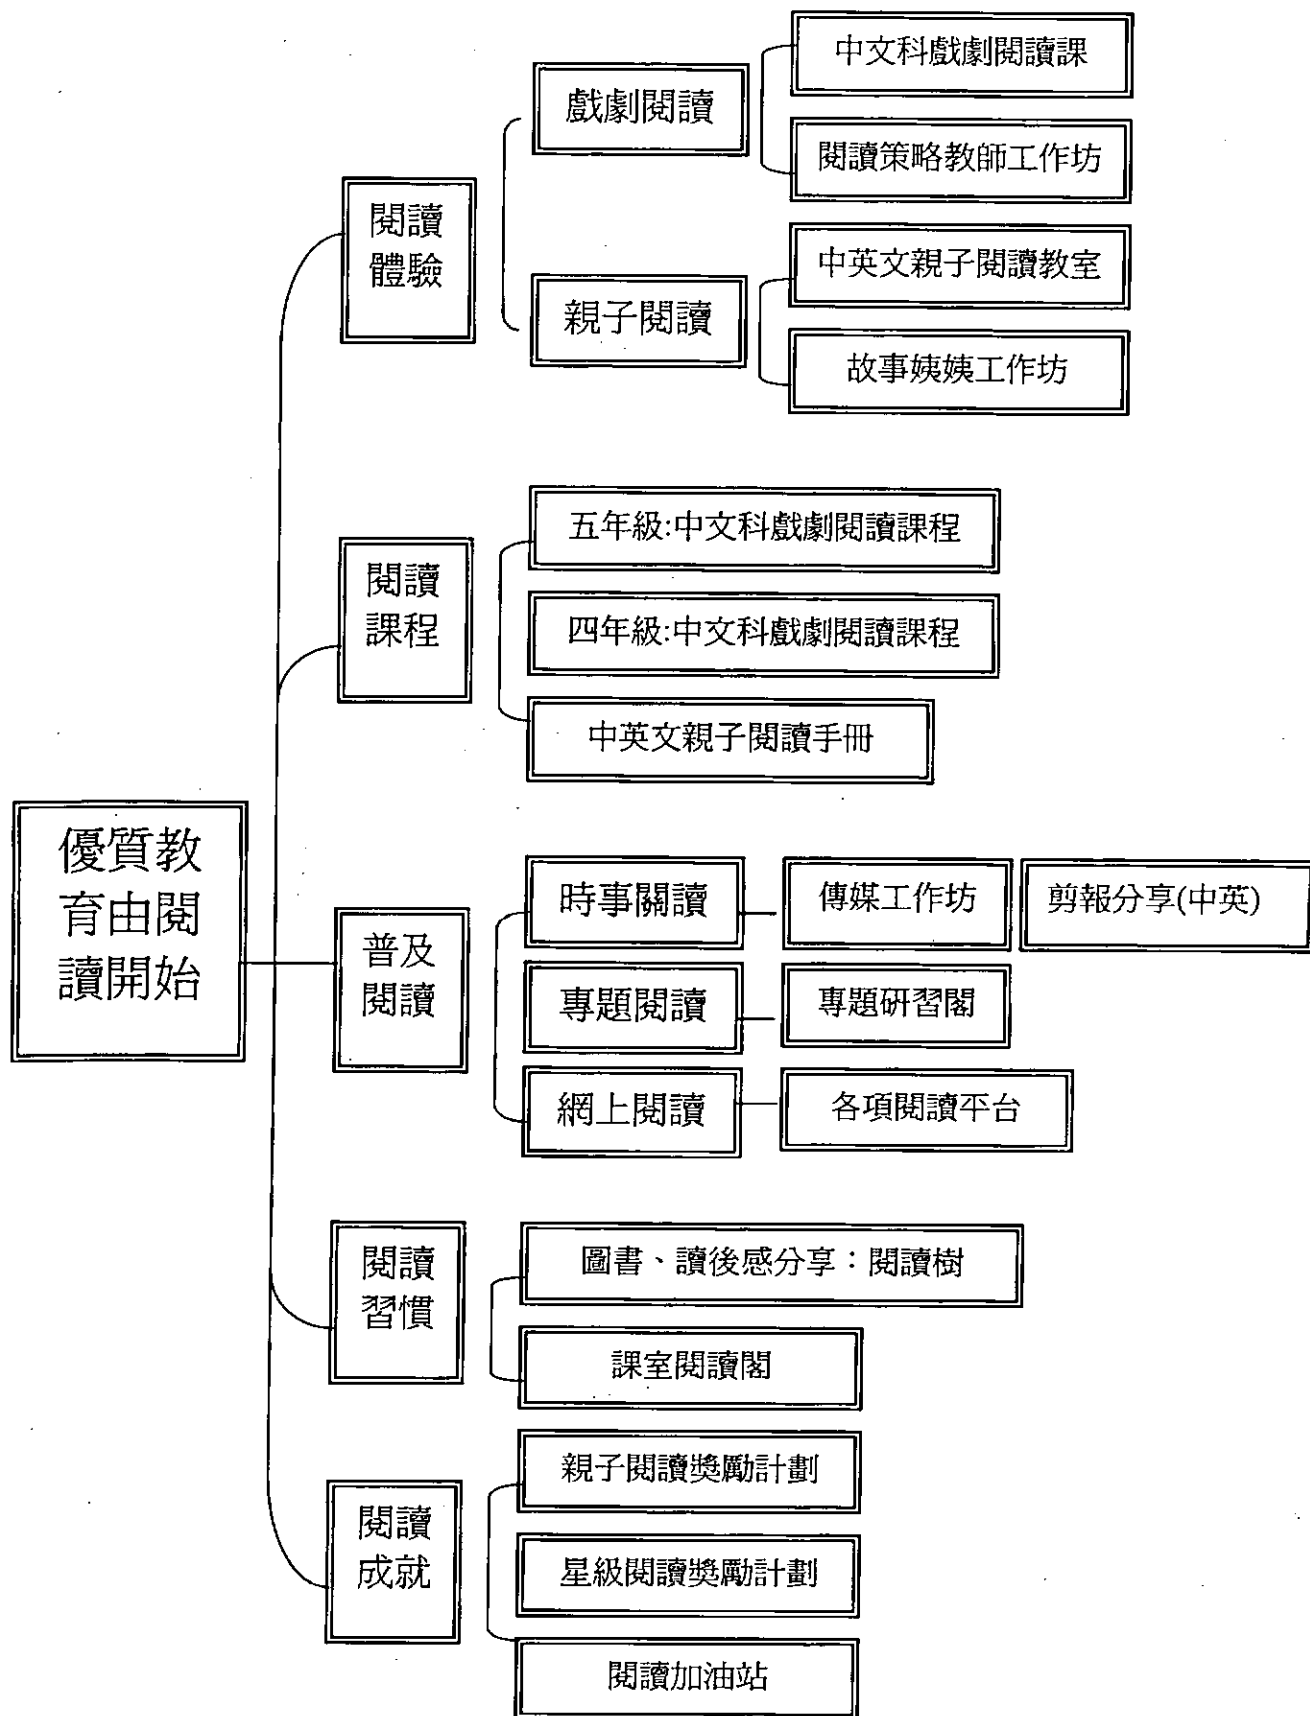 優質教
育由閱
讀開始
閱讀
體驗
戲劇閱讀
中文科戲劇閱讀課
閱讀策略教師工作坊
親子閱讀
中英文親子閱讀教室
故事姨姨工作坊
閱讀
課程
五年級:中文科戲劇閱讀課程
四年級:中文科戲劇閱讀課程
中英文親子閱讀手冊
普及
閱讀
時事關讀
傳媒工作坊
剪報分享(中英)
專題閱讀
專題研習閣
網上閱讀
各項閱讀平台
閱讀
習慣
圖書、讀後感分享：閱讀樹
課室閱讀閣
閱讀
成就
親子閱讀獎勵計劃
星級閱讀獎勵計劃
閱讀加油站